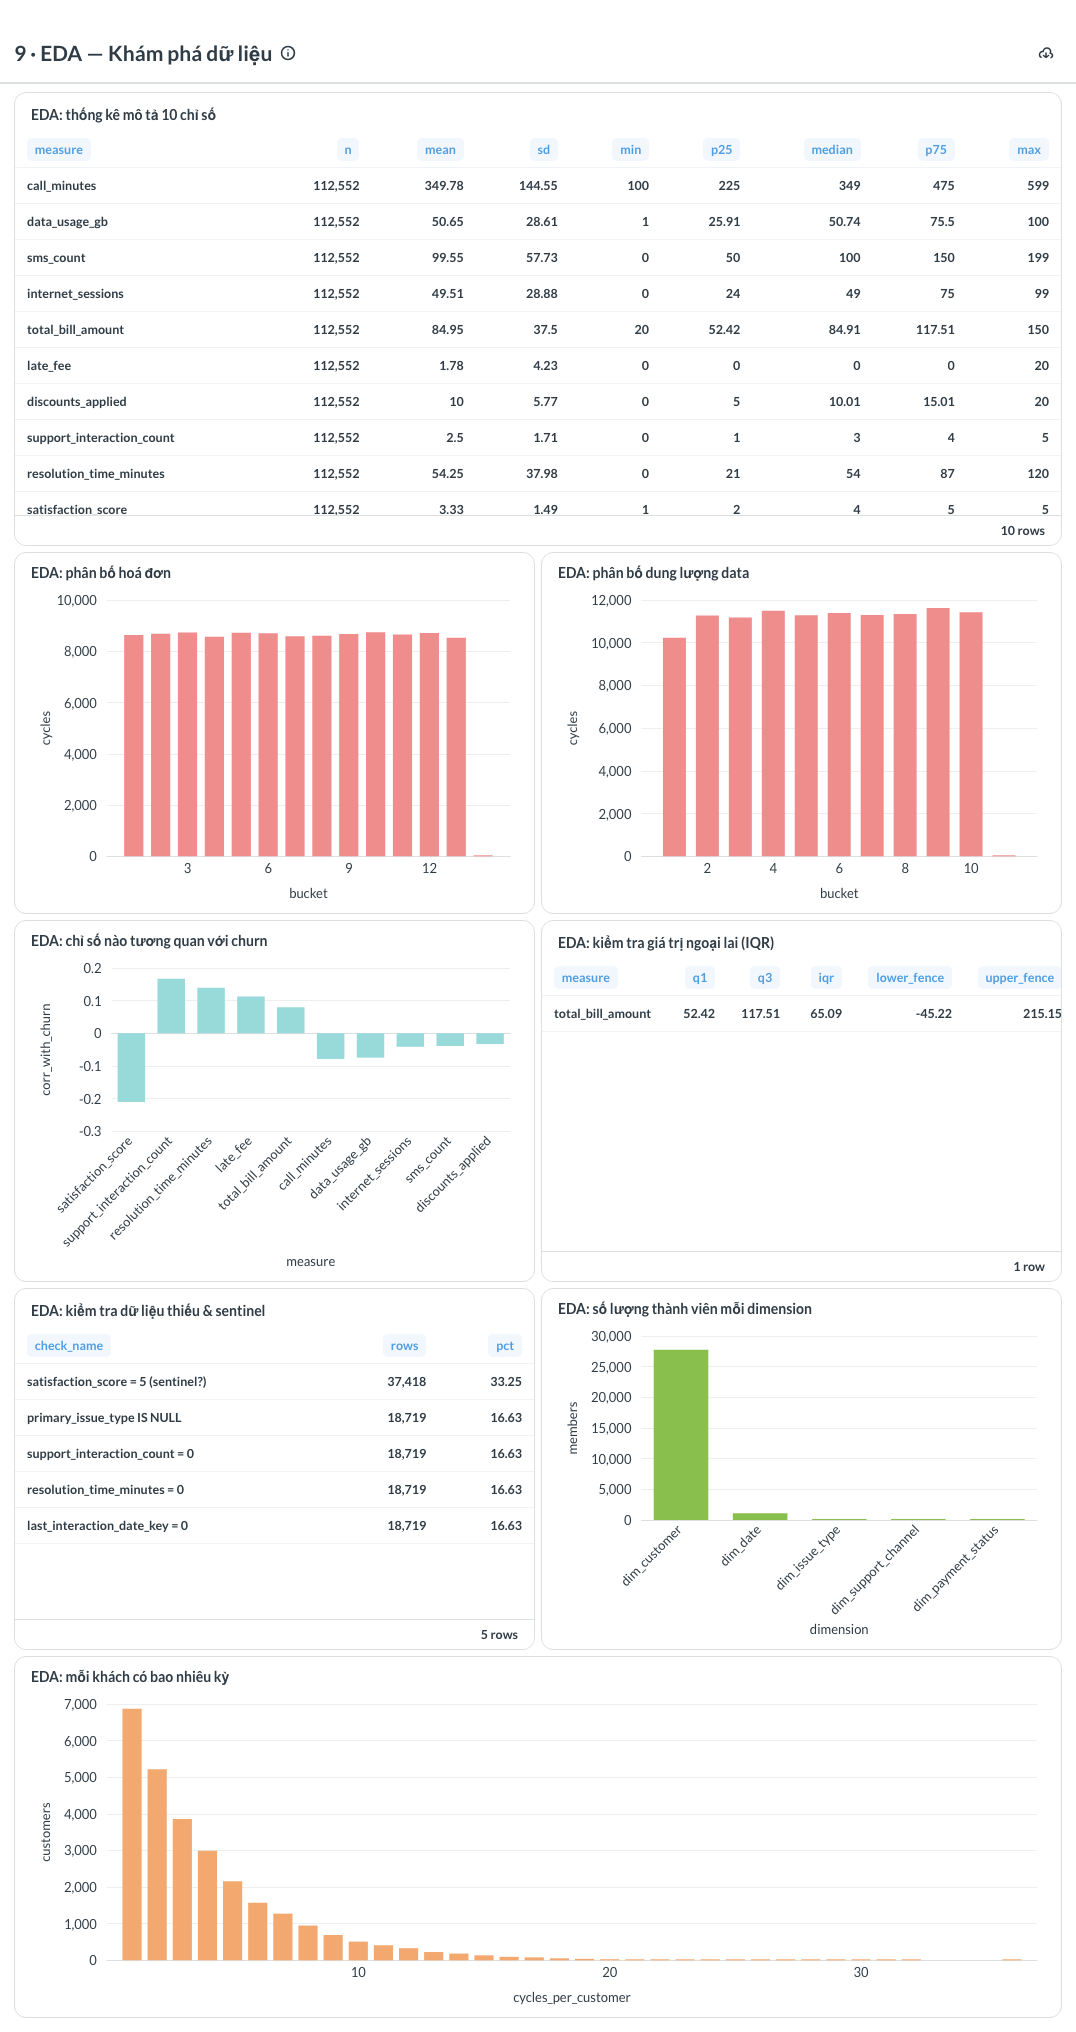 9 · EDA — Khám phá dữ liệu
EDA: thống kê mô tả 10 chỉ số
measure n mean sd min p25 median p75 max
call_minutes 112,552 349.78 144.55 100 225 349 475 599
data_usage_gb 112,552 50.65 28.61 1 25.91 50.74 75.5 100
sms_count 112,552 99.55 57.73 0 50 100 150 199
internet_sessions 112,552 49.51 28.88 0 24 49 75 99
total_bill_amount 112,552 84.95 37.5 20 52.42 84.91 117.51 150
late_fee 112,552 1.78 4.23 0 0 0 0 20
discounts_applied 112,552 10 5.77 0 5 10.01 15.01 20
support_interaction_count 112,552 2.5 1.71 0 1 3 4 5
resolution_time_minutes 112,552 54.25 37.98 0 21 54 87 120
satisfaction_score 112,552 3.33 1.49 1 2 4 5 5
10 rows
EDA: phân bố hoá đơn
10,000
8,000
6,000
4,000
2,000
0
cycles
3 6 9 12
bucket
EDA: phân bố dung lượng data
12,000
10,000
8,000
6,000
4,000
2,000
0
cycles
2 4 6 8 10
bucket
EDA: chỉ số nào tương quan với churn
0.2
0.1
0
-0.1
-0.2
-0.3
corr_with_churn
satisfaction_score
support_interaction_count
resolution_time_minutes
late_fee
total_bill_amount
call_minutes
data_usage_gb
internet_sessions
sms_count
discounts_applied
measure
EDA: kiểm tra giá trị ngoại lai (IQR)
measure q1 q3 iqr lower_fence upper_fence
total_bill_amount 52.42 117.51 65.09 -45.22 215.15
1 row
EDA: kiểm tra dữ liệu thiếu & sentinel
check_name rows pct
satisfaction_score = 5 (sentinel?) 37,418 33.25
primary_issue_type IS NULL 18,719 16.63
support_interaction_count = 0 18,719 16.63
resolution_time_minutes = 0 18,719 16.63
last_interaction_date_key = 0 18,719 16.63
5 rows
EDA: số lượng thành viên mỗi dimension
30,000
25,000
20,000
15,000
10,000
5,000
0
members
dim_customer
dim_date
dim_issue_type
dim_support_channel
dim_payment_status
dimension
EDA: mỗi khách có bao nhiêu kỳ
7,000
6,000
5,000
4,000
3,000
2,000
1,000
0
customers
10 20 30
cycles_per_customer